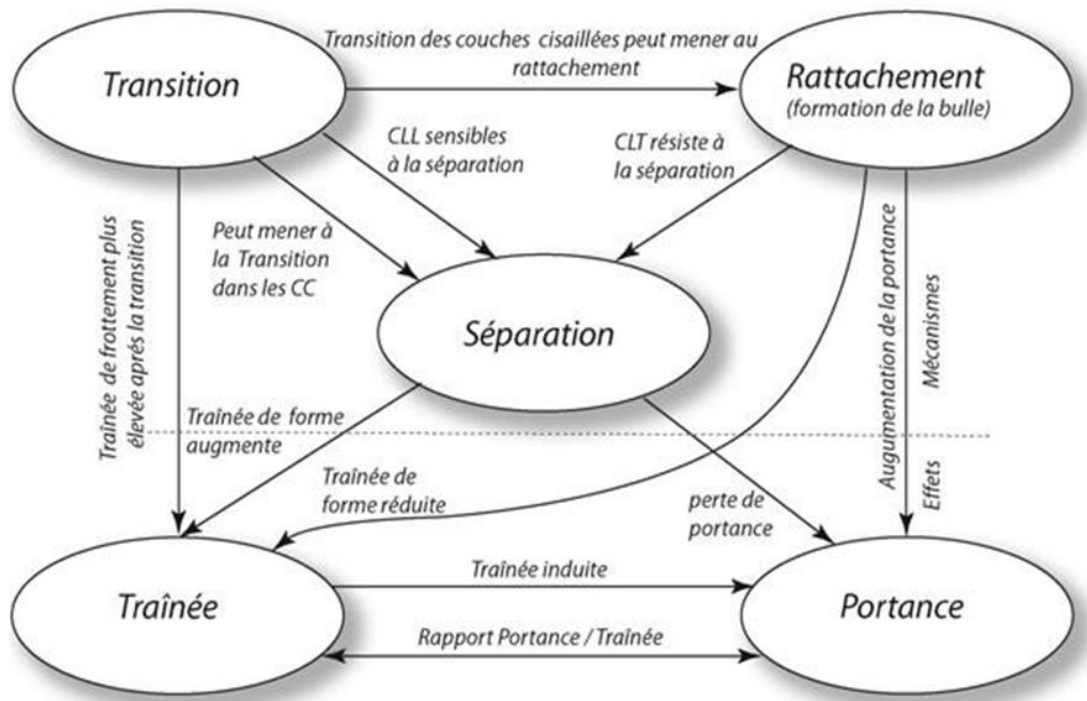 Transition des couches cisaillées peut mener au
rattachement
Transition
Rattachement
(formation de la bulle)
CLL sensibles
à la séparation
CLT résiste à
la séparation
Peut mener à
la Transition
dans les CC
Traînée de frottement plus
élevée aprés la transition
Augumentation de la portance
Mécanismes
Effets
Séparation
Traînée de forme
augmente
Traînée de
forme réduite
perte de
portance
Traînée induite
Traînée
Portance
Rapport Portance / Traînée